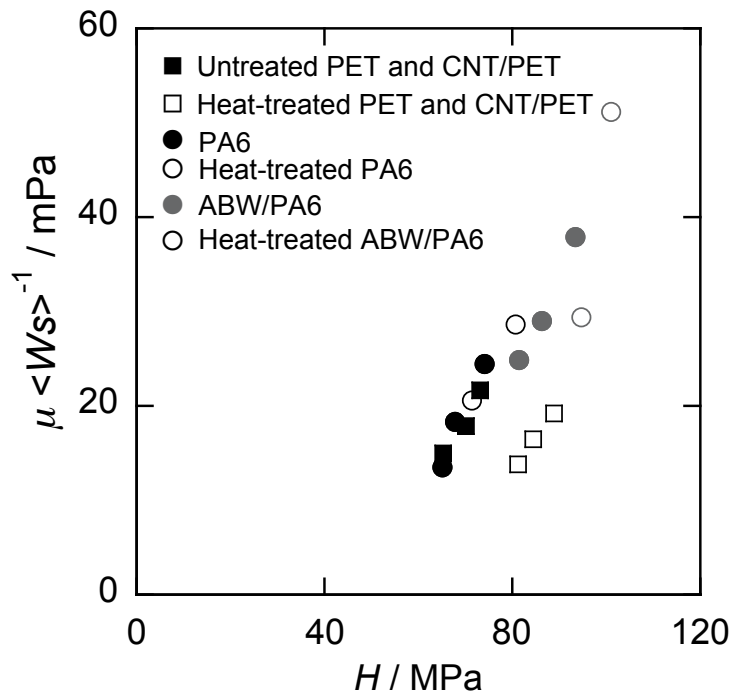 60
Untreated PET and CNT/PET
Heat-treated PET and CNT/PET
PA6
Heat-treated PA6
ABW/PA6
Heat-treated ABW/PA6
40
20
0
μ <Ws>⁻¹ / mPa
0 40 80 120
H / MPa